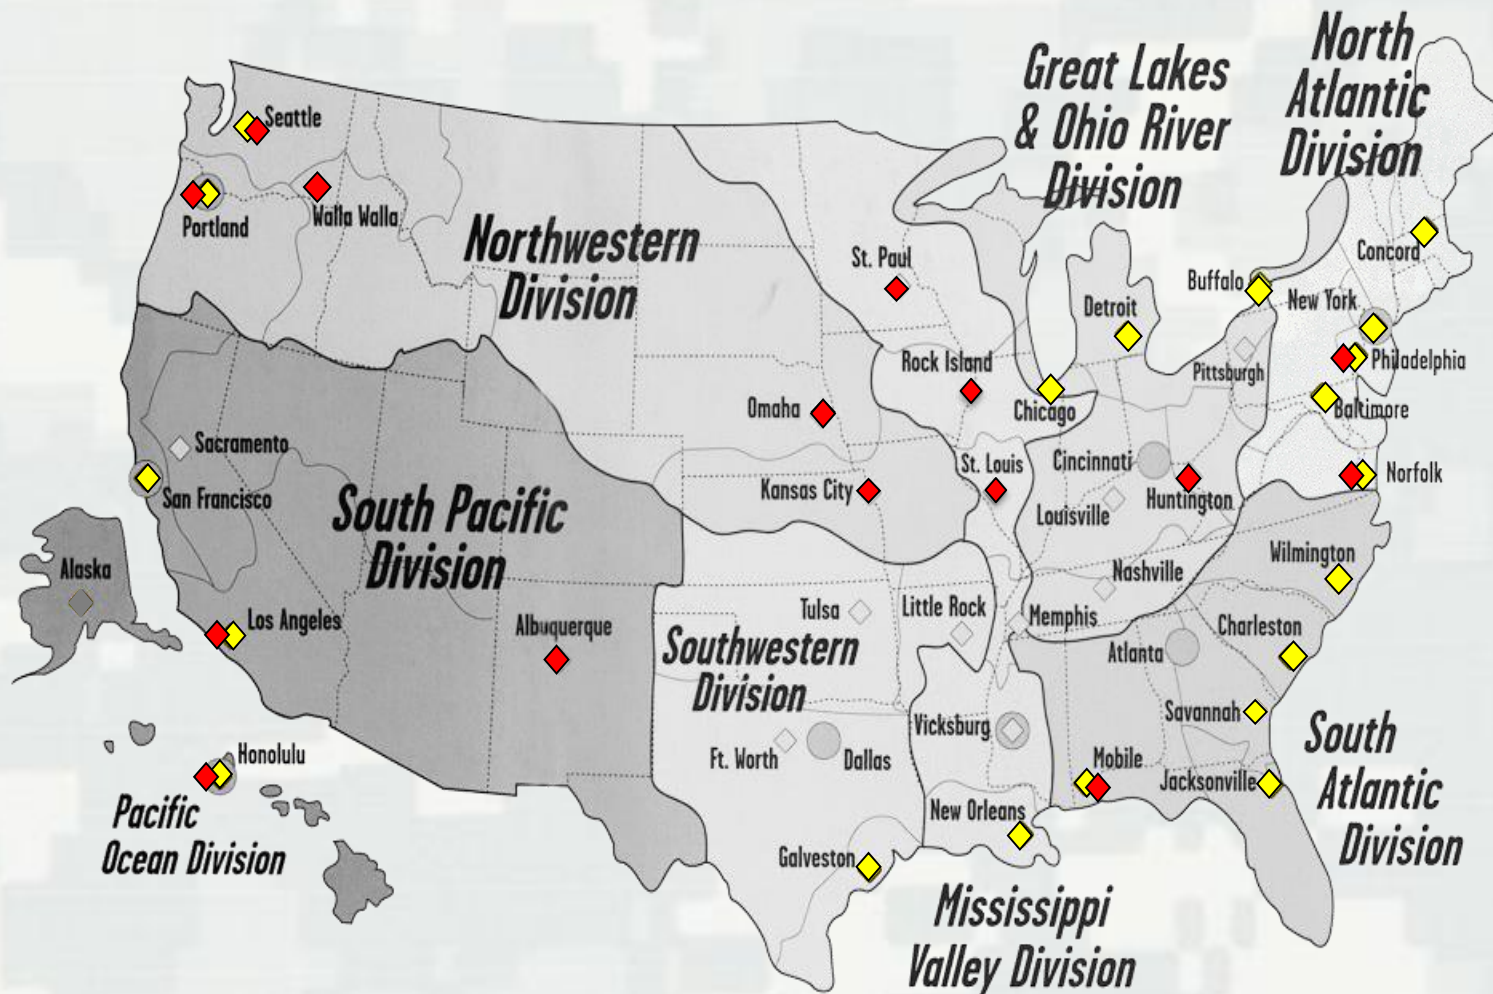 North
Atlantic
Division
Great Lakes
& Ohio River
Division
Seattle
Portland
Walla Walla
Northwestern
Division
St. Paul
Concord
Buffalo
New York
Detroit
Rock Island
Pittsburgh
Philadelphia
Omaha
Chicago
Baltimore
Sacramento
St. Louis
Cincinnati
Norfolk
San Francisco
Kansas City
Louisville
Huntington
South Pacific
Division
Alaska
Wilmington
Nashville
Los Angeles
Albuquerque
Tulsa
Little Rock
Memphis
Charleston
Southwestern
Division
Atlanta
Savannah
Vicksburg
South
Atlantic
Division
Honolulu
Ft. Worth
Dallas
Mobile
Jacksonville
Pacific
Ocean Division
New Orleans
Galveston
Mississippi
Valley Division